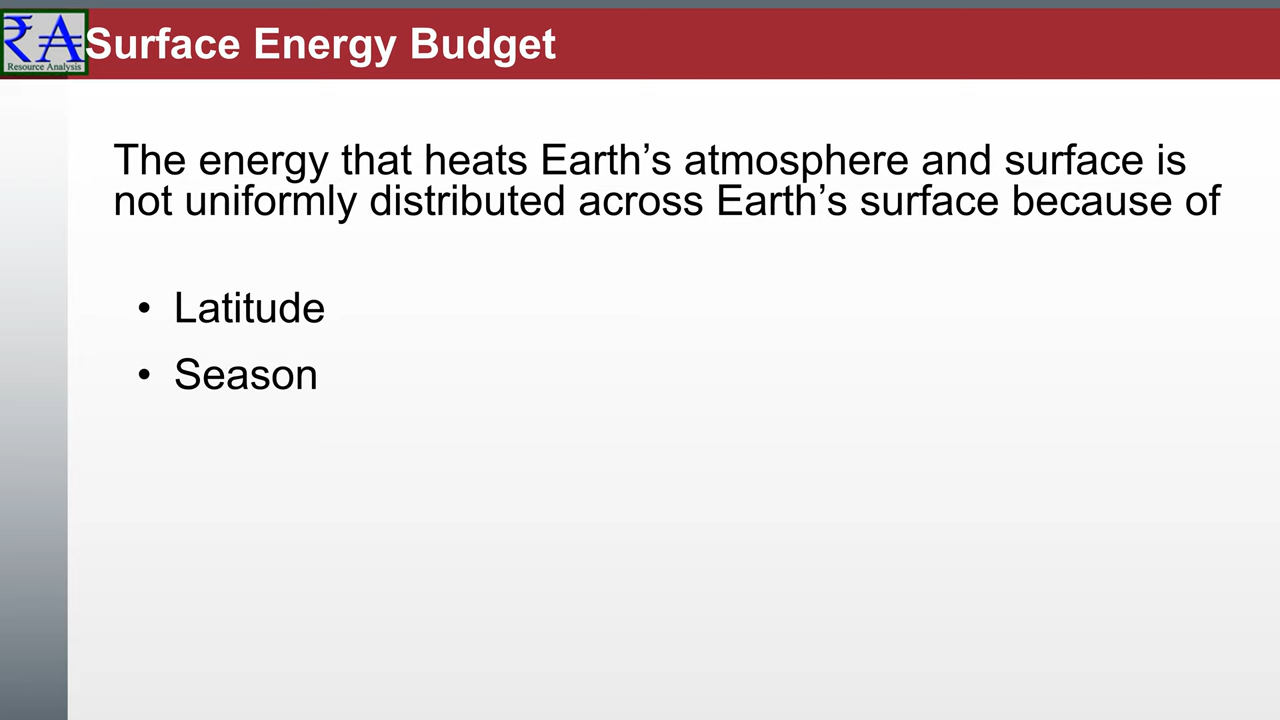 ₹A
Resource Analysis
Surface Energy Budget
The energy that heats Earth’s atmosphere and surface is
not uniformly distributed across Earth’s surface because of
• Latitude
• Season